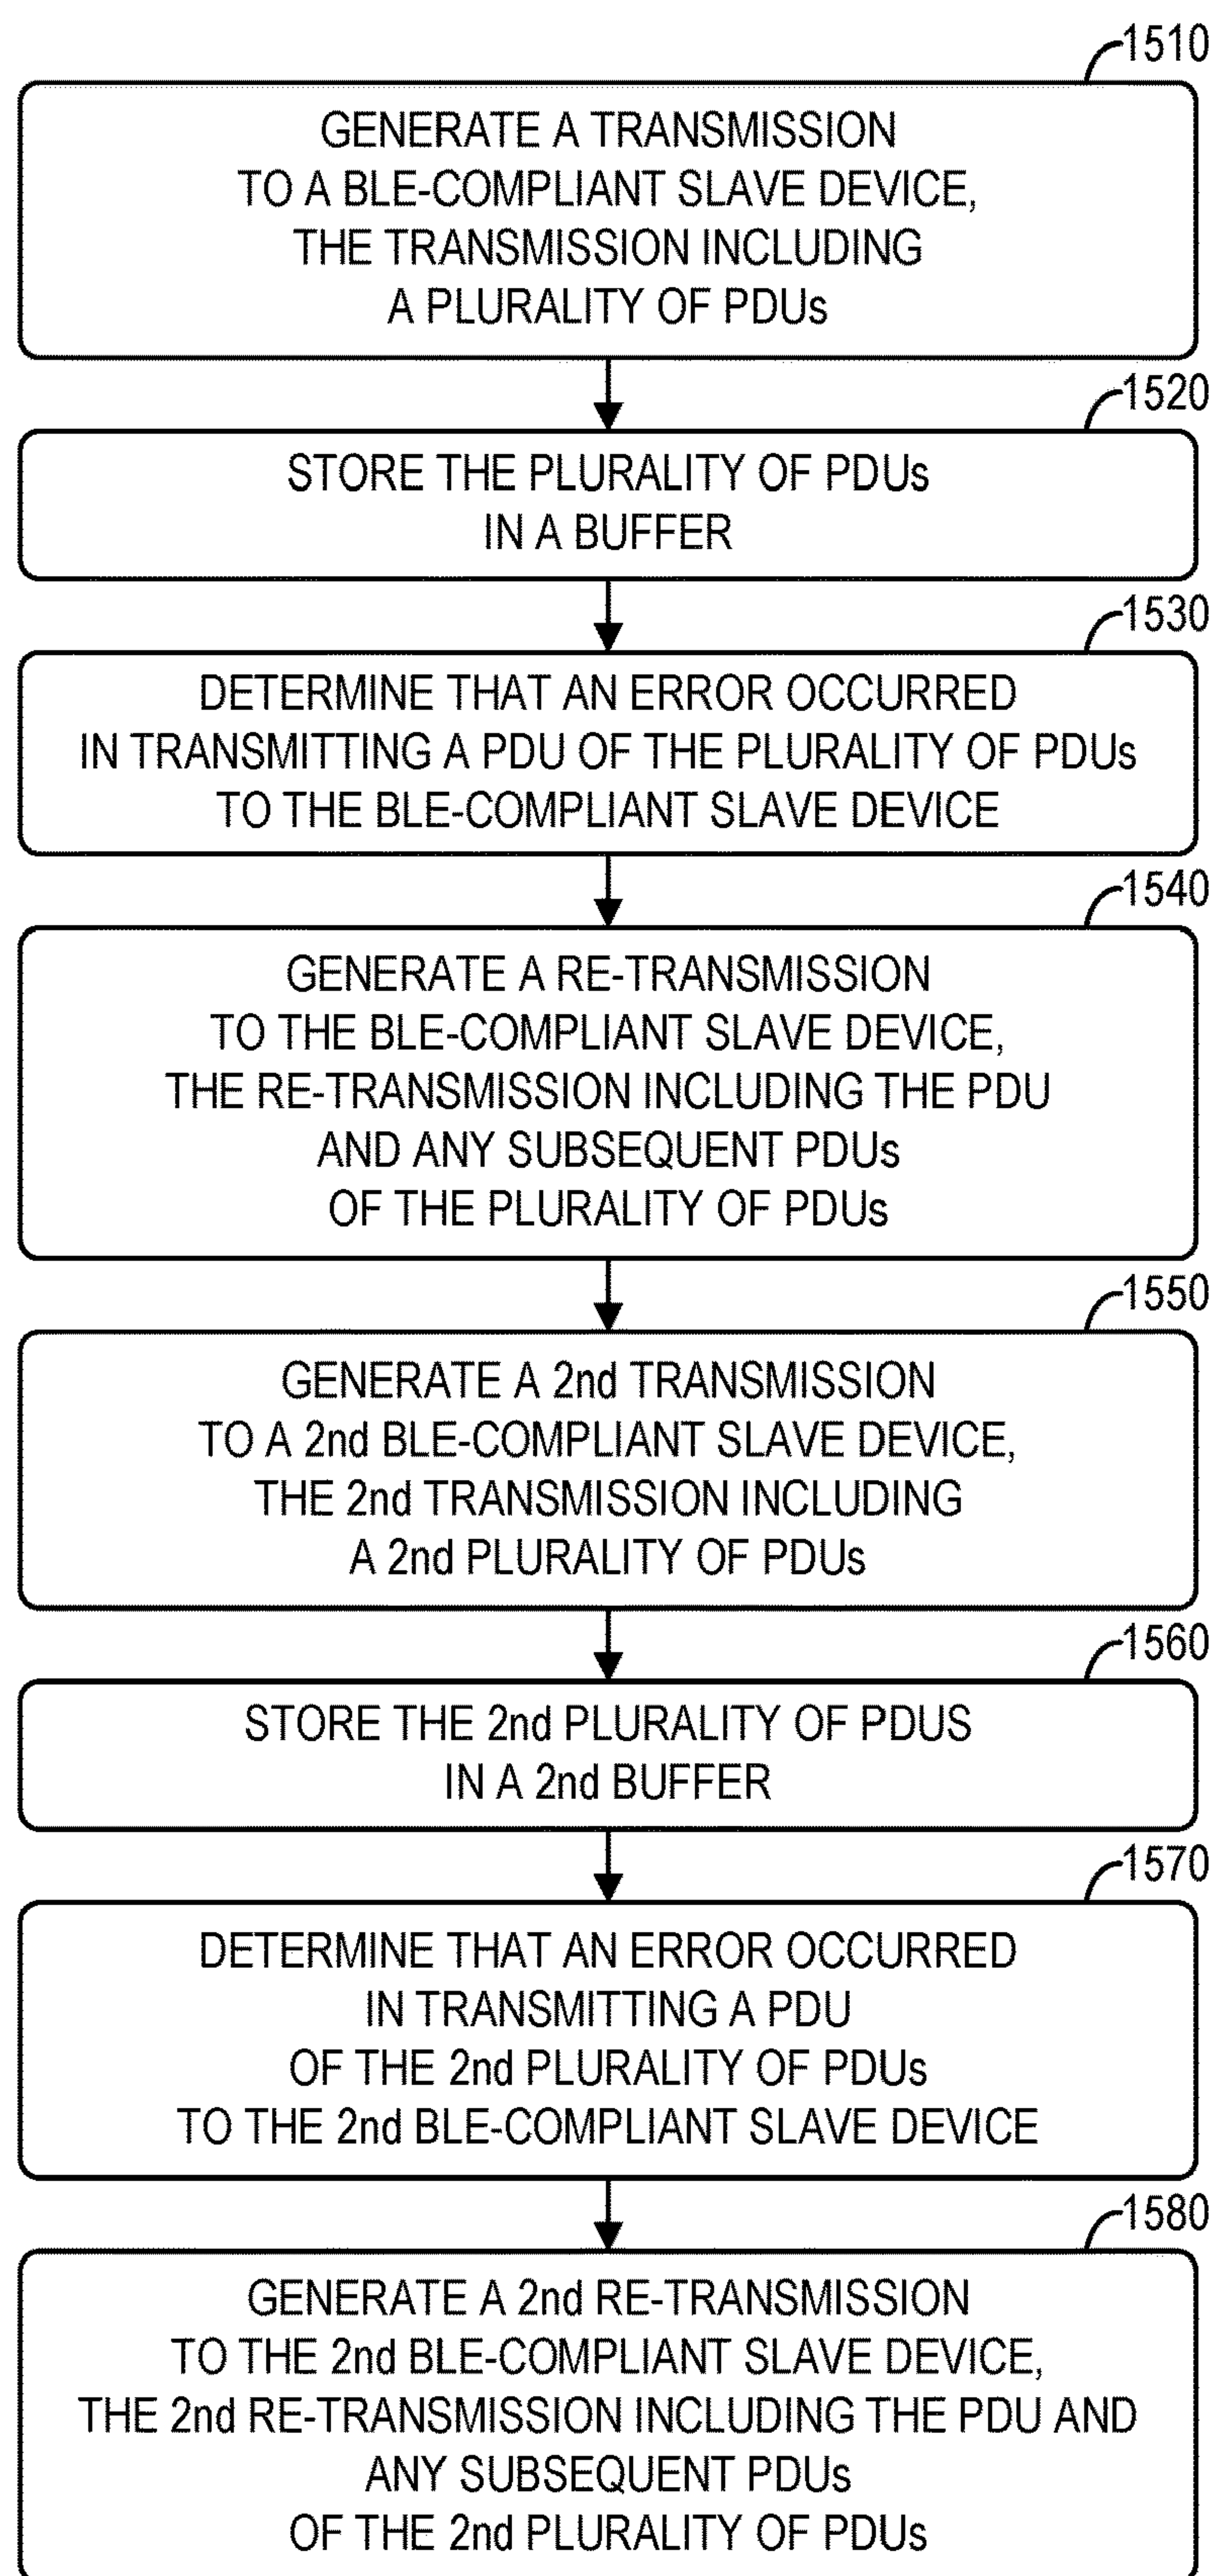 1510
GENERATE A TRANSMISSION
TO A BLE-COMPLIANT SLAVE DEVICE,
THE TRANSMISSION INCLUDING
A PLURALITY OF PDUs
1520
STORE THE PLURALITY OF PDUs
IN A BUFFER
1530
DETERMINE THAT AN ERROR OCCURRED
IN TRANSMITTING A PDU OF THE PLURALITY OF PDUs
TO THE BLE-COMPLIANT SLAVE DEVICE
1540
GENERATE A RE-TRANSMISSION
TO THE BLE-COMPLIANT SLAVE DEVICE,
THE RE-TRANSMISSION INCLUDING THE PDU
AND ANY SUBSEQUENT PDUs
OF THE PLURALITY OF PDUs
1550
GENERATE A 2nd TRANSMISSION
TO A 2nd BLE-COMPLIANT SLAVE DEVICE,
THE 2nd TRANSMISSION INCLUDING
A 2nd PLURALITY OF PDUs
1560
STORE THE 2nd PLURALITY OF PDUS
IN A 2nd BUFFER
1570
DETERMINE THAT AN ERROR OCCURRED
IN TRANSMITTING A PDU
OF THE 2nd PLURALITY OF PDUs
TO THE 2nd BLE-COMPLIANT SLAVE DEVICE
1580
GENERATE A 2nd RE-TRANSMISSION
TO THE 2nd BLE-COMPLIANT SLAVE DEVICE,
THE 2nd RE-TRANSMISSION INCLUDING THE PDU AND
ANY SUBSEQUENT PDUs
OF THE 2nd PLURALITY OF PDUs